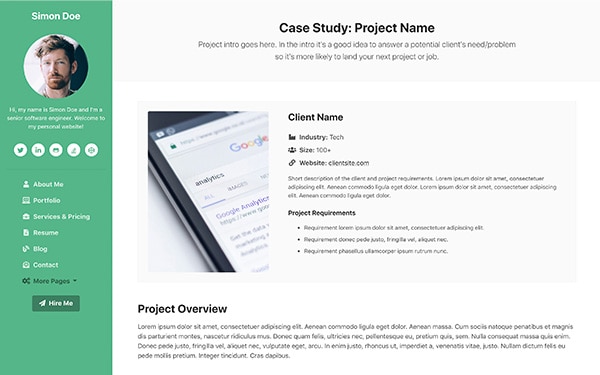 Simon Doe
Hi, my name is Simon Doe and I'm a
senior software engineer. Welcome to
my personal website!
About Me
Portfolio
Services & Pricing
Resume
Blog
Contact
More Pages
Hire Me
Case Study: Project Name
Project intro goes here. In the intro it's a good idea to answer a potential client's need/problem
so it's more likely to land your next project or job.
Google
analytics
ALL
IMAGES
NEWS
Google Analytics
Get the data you
Client Name
Industry: Tech
Size: 100+
Website: clientsite.com
Short description of the client and project requirements. Lorem ipsum dolor sit amet, consectetuer
adipiscing elit. Aenean commodo ligula eget dolor. Lorem ipsum dolor sit amet, consectetuer
adipiscing elit. Aenean commodo ligula eget dolor.
Project Requirements
Requirement lorem ipsum dolor sit amet, consectetuer adipiscing elit.
Requirement donec pede justo, fringilla vel, aliquet nec.
Requirement phasellus ullamcorper ipsum rutrum nunc.
Project Overview
Lorem ipsum dolor sit amet, consectetuer adipiscing elit. Aenean commodo ligula eget dolor. Aenean massa. Cum sociis natoque penatibus et magnis
dis parturient montes, nascetur ridiculus mus. Donec quam felis, ultricies nec, pellentesque eu, pretium quis, sem. Nulla consequat massa quis enim.
Donec pede justo, fringilla vel, aliquet nec, vulputate eget, arcu. In enim justo, rhoncus ut, imperdiet a, venenatis vitae, justo. Nullam dictum felis eu pede
mollis pretium. Integer tincidunt. Cras dapibus.